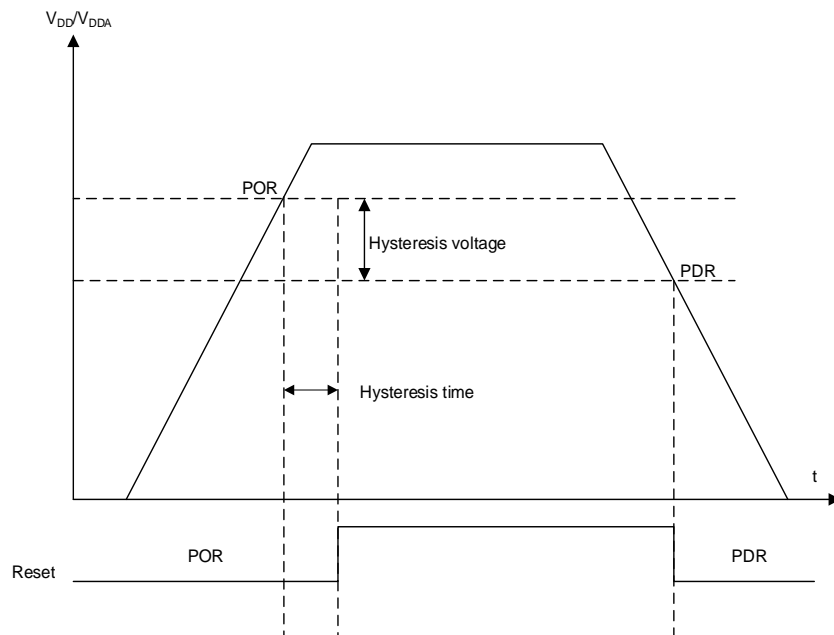 VDD/VDDA
POR
Hysteresis voltage
PDR
Hysteresis time
t
POR
PDR
Reset